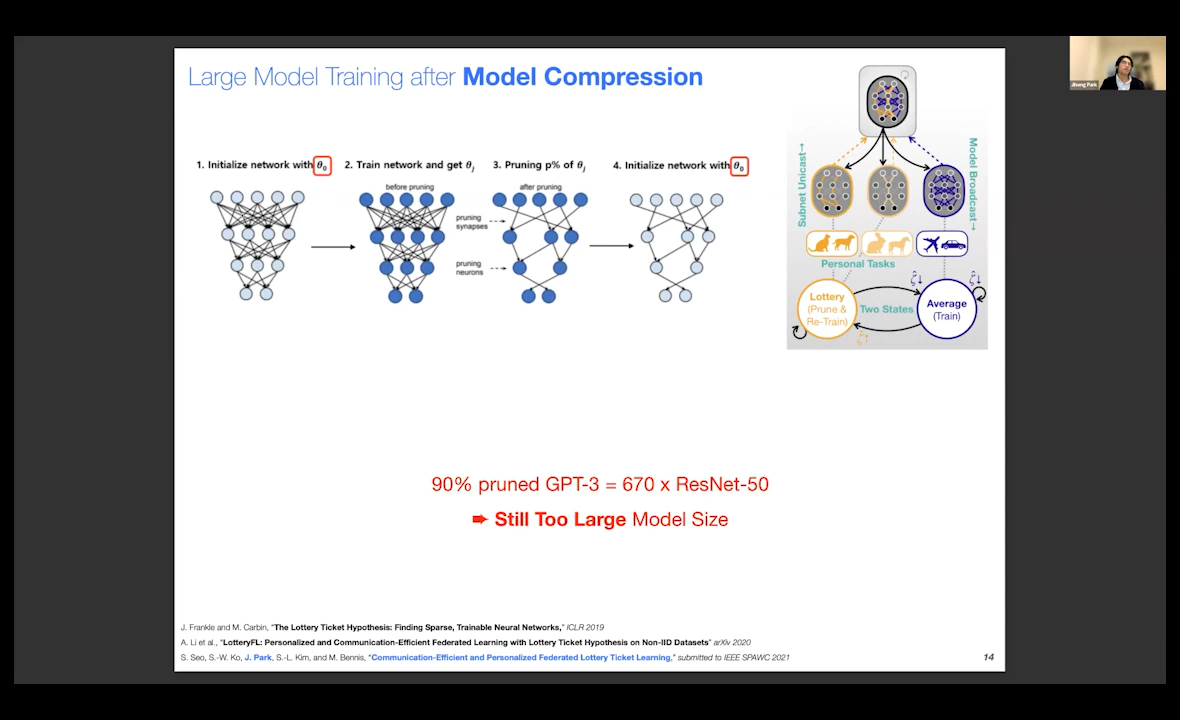 Large Model Training after Model Compression
Jihong Park
1. Initialize network with θ0
2. Train network and get θj
3. Pruning p% of θj
4. Initialize network with θ0
before pruning
after pruning
pruning
synapses
pruning
neurons
Subnet Unicast→
Model Broadcast→
Personal Tasks
Lottery
(Prune &
Re-Train)
Two States
Average
(Train)
ζ̂↓
ζ̂↓
ζ̂↑
90% pruned GPT-3 = 670 x ResNet-50
➨ Still Too Large Model Size
J. Frankle and M. Carbin, "The Lottery Ticket Hypothesis: Finding Sparse, Trainable Neural Networks," ICLR 2019
A. Li et al., "LotteryFL: Personalized and Communication-Efficient Federated Learning with Lottery Ticket Hypothesis on Non-IID Datasets" arXiv 2020
S. Seo, S.-W. Ko, J. Park, S.-L. Kim, and M. Bennis, "Communication-Efficient and Personalized Federated Lottery Ticket Learning," submitted to IEEE SPAWC 2021
14